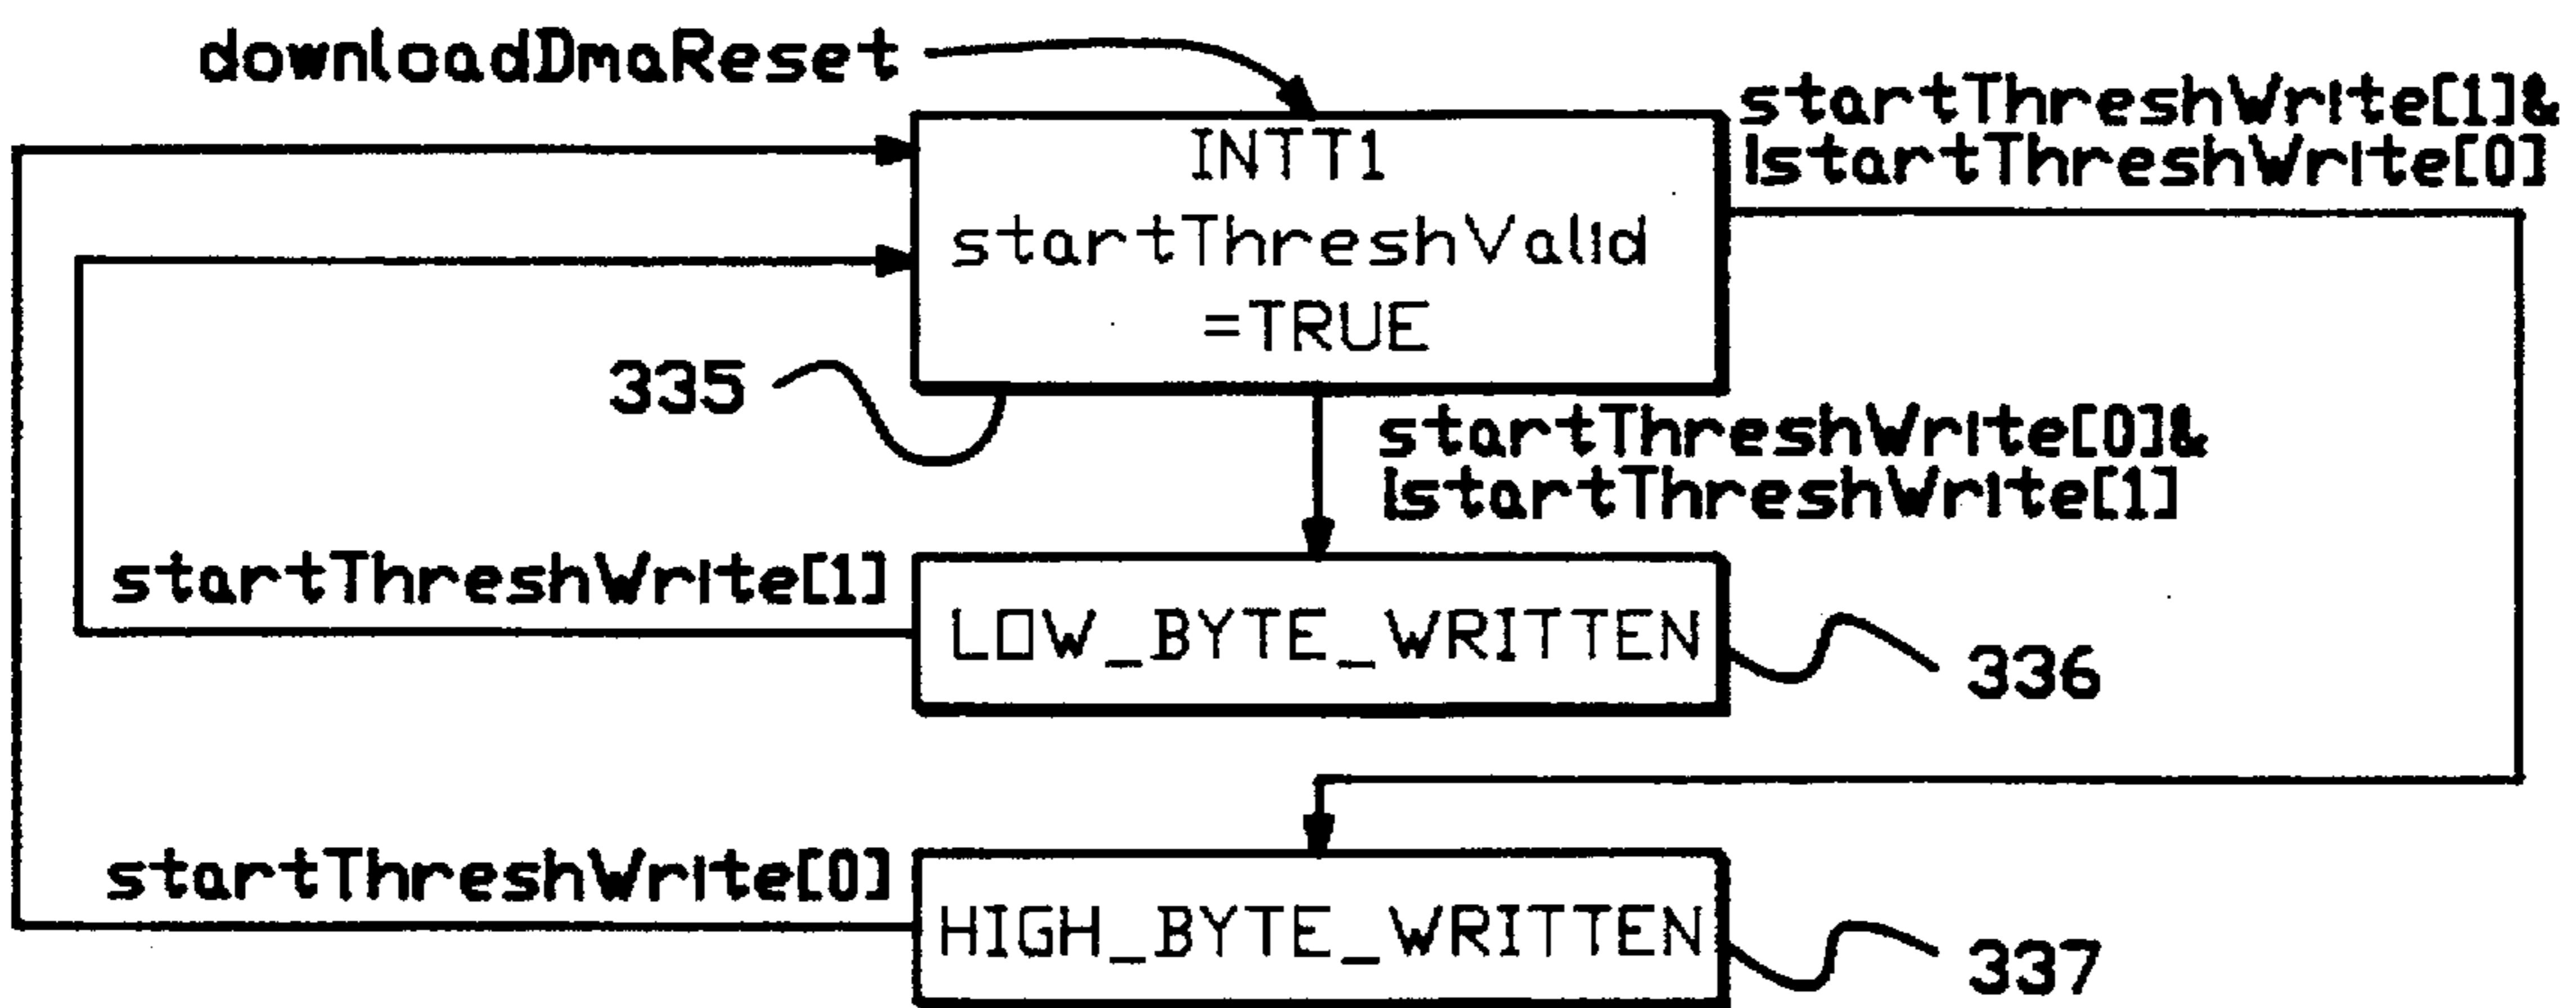 downloadDmaReset
startThreshWrite[1]&
!startThreshWrite[0]
INTT1
startThreshValid
=TRUE
335
startThreshWrite[0]&
!startThreshWrite[1]
startThreshWrite[1]
LOW_BYTE_WRITTEN
336
startThreshWrite[0]
HIGH_BYTE_WRITTEN
337